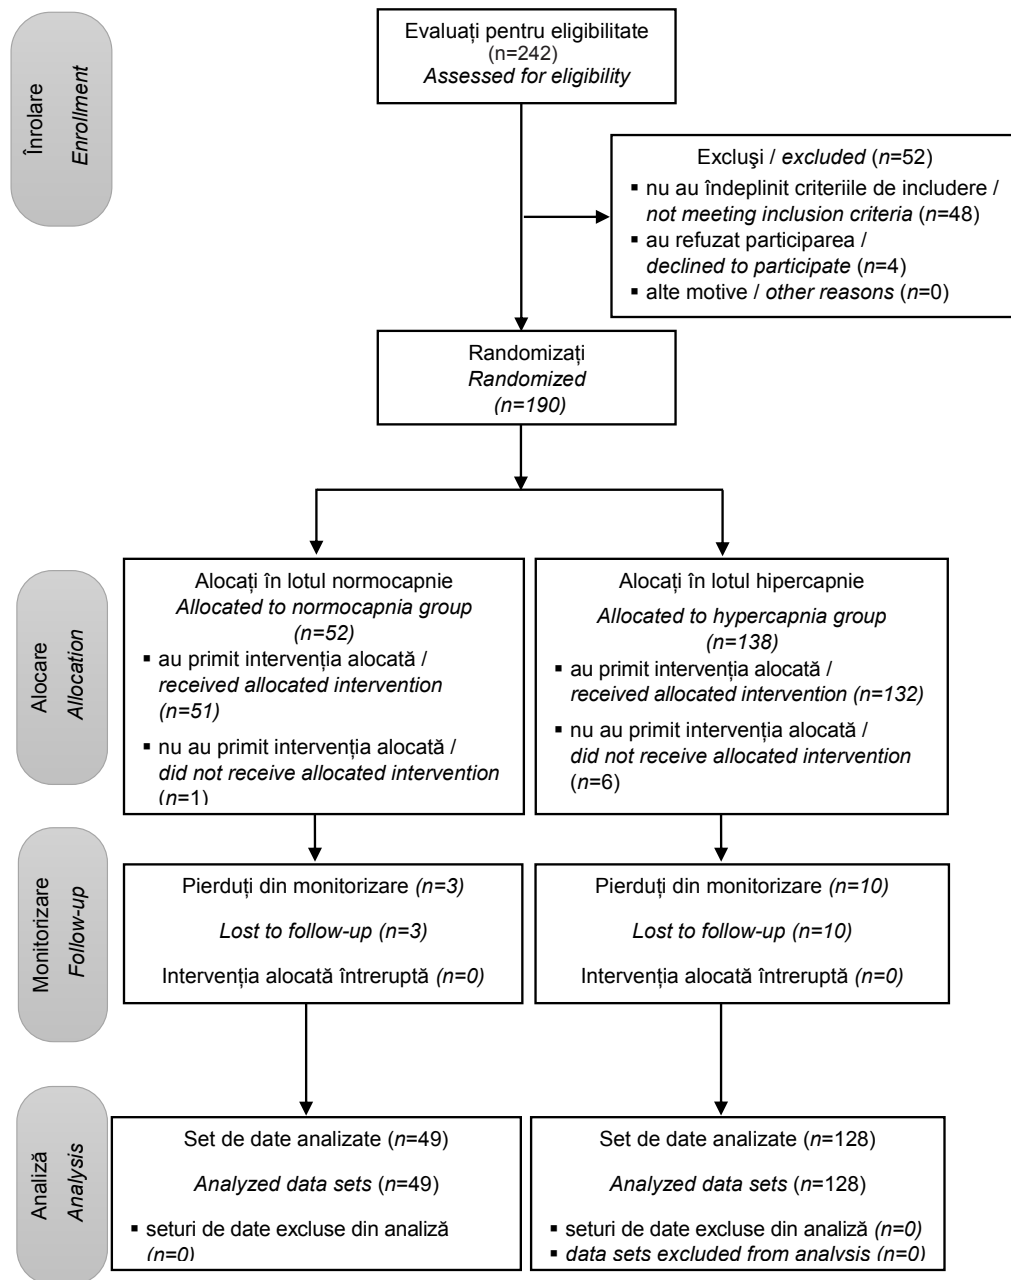 Înrolare
Enrollment
Evaluați pentru eligibilitate
(n=242)
Assessed for eligibility
Excluşi / excluded (n=52)
▪ nu au îndeplinit criteriile de includere /
not meeting inclusion criteria (n=48)
▪ au refuzat participarea /
declined to participate (n=4)
▪ alte motive / other reasons (n=0)
Randomizați
Randomized
(n=190)
Alocare
Allocation
Alocați în lotul normocapnie
Allocated to normocapnia group
(n=52)
▪ au primit intervenția alocată /
received allocated intervention
(n=51)
▪ nu au primit intervenția alocată /
did not receive allocated intervention
(n=1)
Alocați în lotul hipercapnie
Allocated to hypercapnia group
(n=138)
▪ au primit intervenția alocată /
received allocated intervention (n=132)
▪ nu au primit intervenția alocată /
did not receive allocated intervention
(n=6)
Monitorizare
Follow-up
Pierduți din monitorizare (n=3)
Lost to follow-up (n=3)
Intervenția alocată întreruptă (n=0)
Pierduți din monitorizare (n=10)
Lost to follow-up (n=10)
Intervenția alocată întreruptă (n=0)
Analiză
Analysis
Set de date analizate (n=49)
Analyzed data sets (n=49)
▪ seturi de date excluse din analiză
(n=0)
Set de date analizate (n=128)
Analyzed data sets (n=128)
▪ seturi de date excluse din analiză (n=0)
▪ data sets excluded from analysis (n=0)